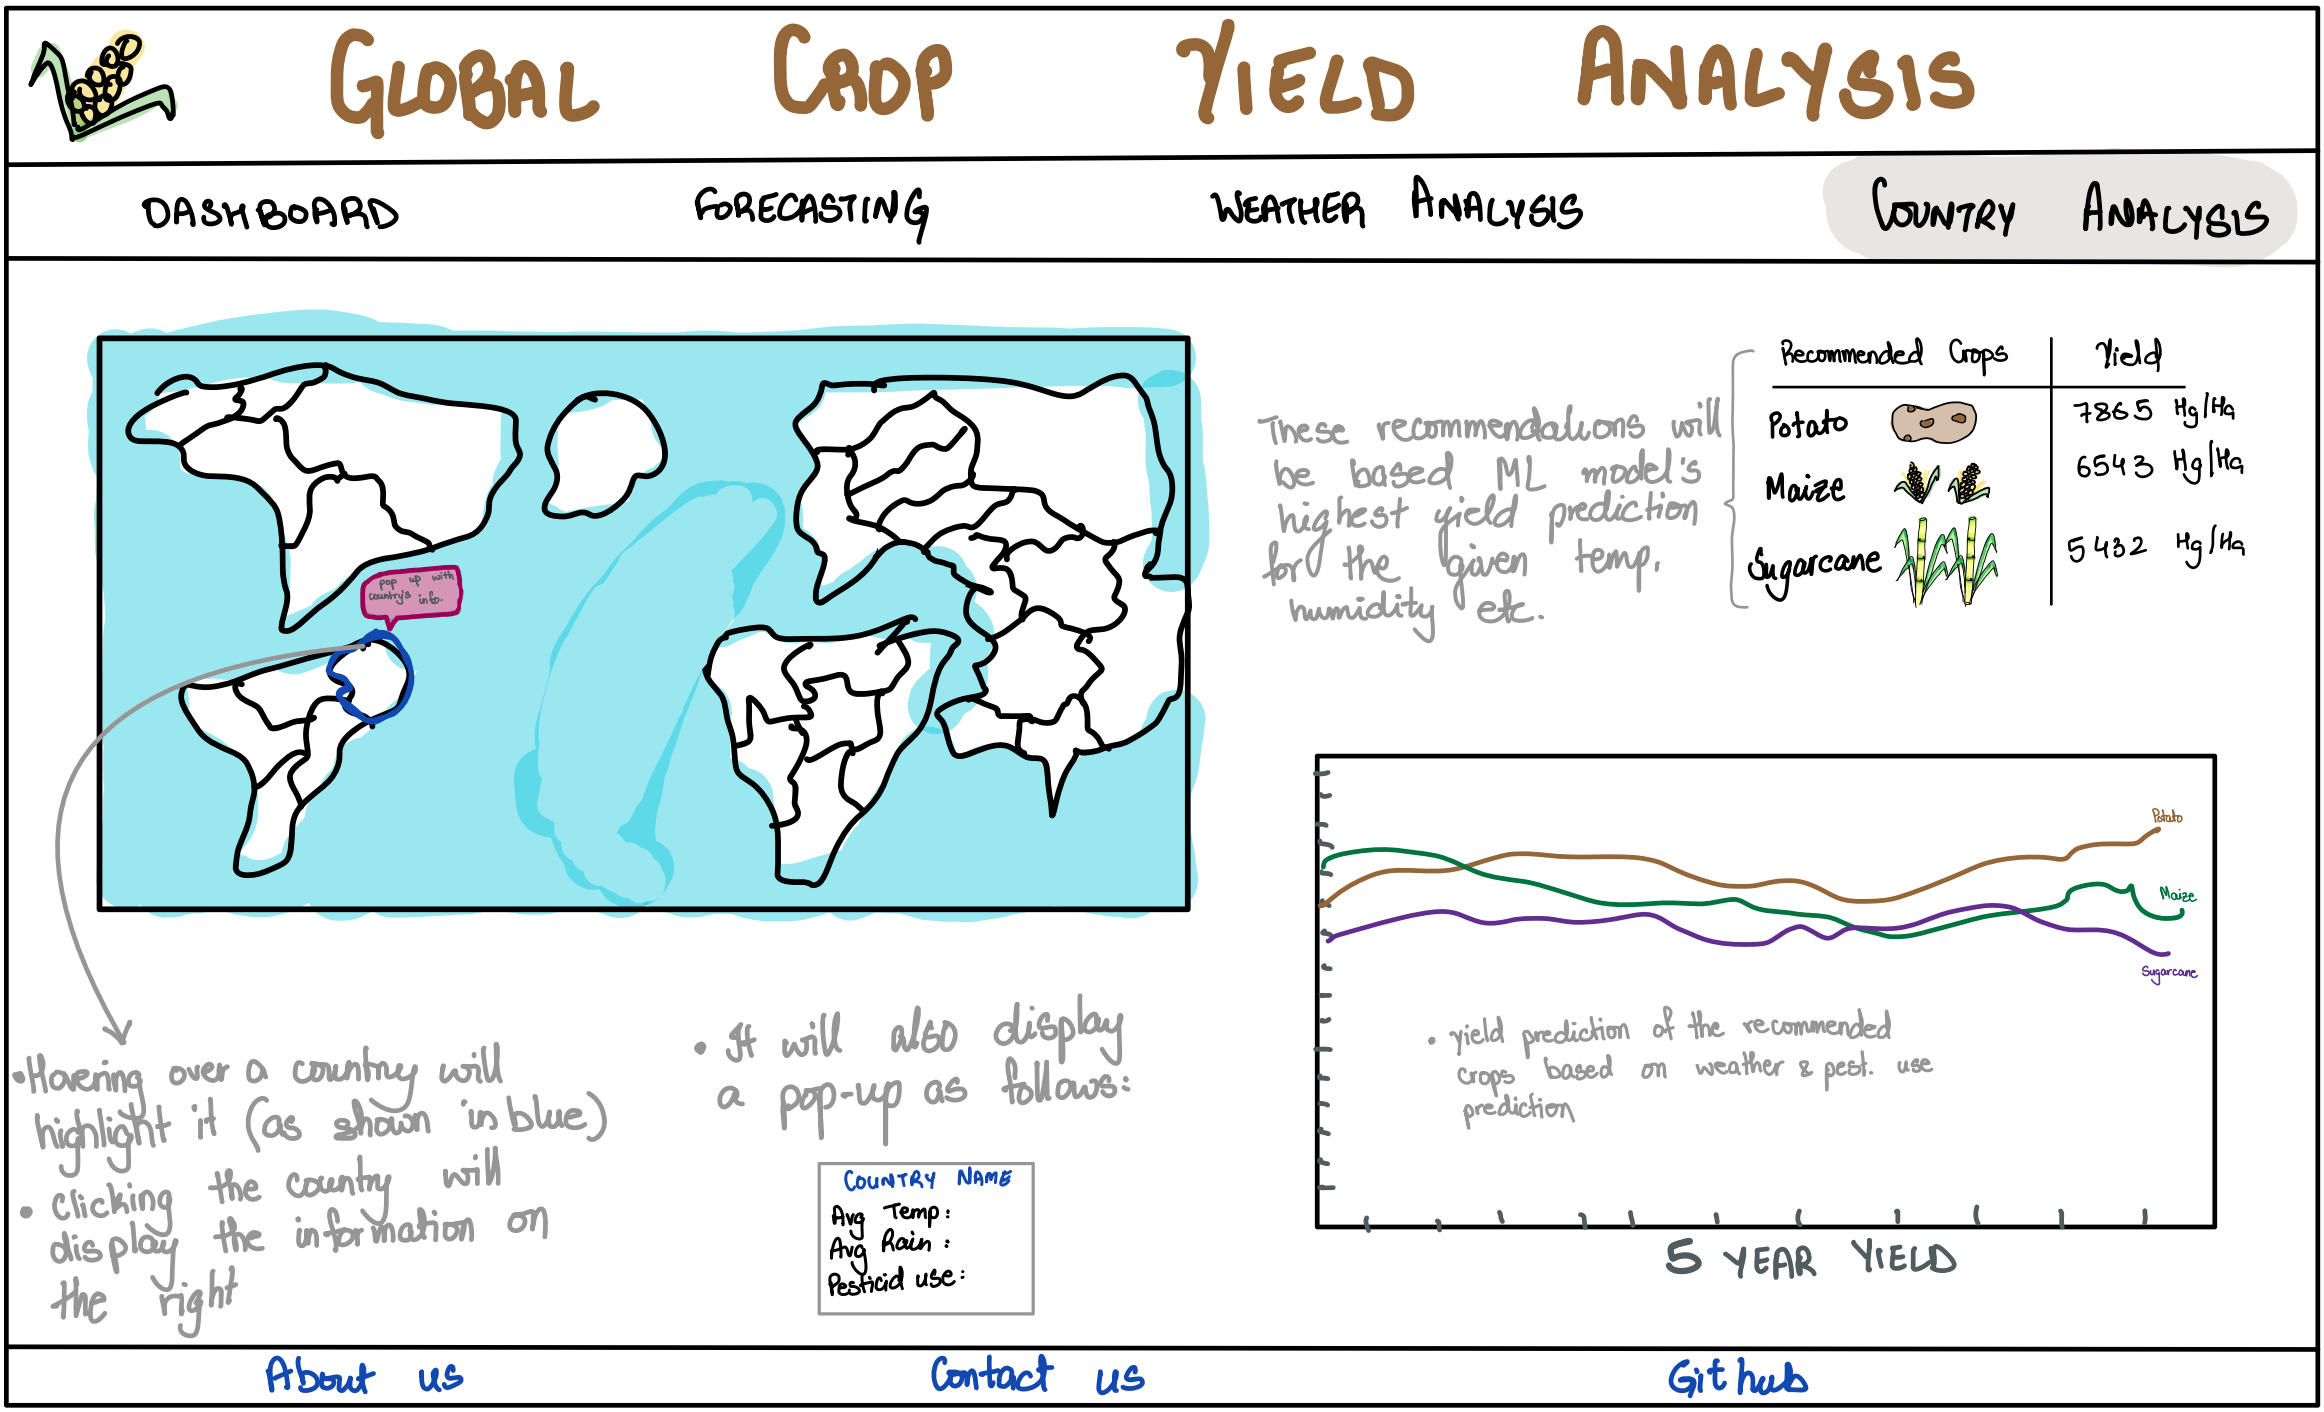 GLOBAL CROP YIELD ANALYSIS
DASHBOARD
FORECASTING
WEATHER ANALYSIS
COUNTRY ANALYSIS
pop up with
country's info.
These recommendations will
be based ML model's
highest yield prediction
for the given temp,
humidity etc.
Recommended Crops Yield
Potato 7865 Hg/Ha
Maize 6543 Hg/Ha
Sugarcane 5432 Hg/Ha
Potato
Maize
Sugarcane
• yield prediction of the recommended
crops based on weather & pest. use
prediction
5 YEAR YIELD
• Hovering over a country will
highlight it (as shown in blue)
• clicking the country will
display the information on
the right
• It will also display
a pop-up as follows:
COUNTRY NAME
Avg Temp:
Avg Rain:
Pesticid use:
About us
Contact us
Github